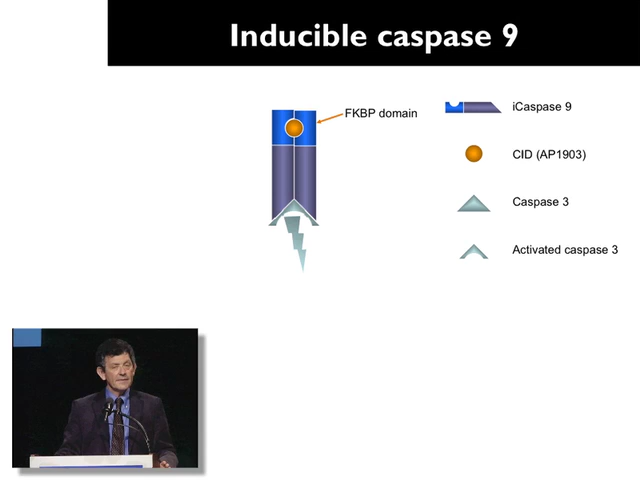 Inducible caspase 9
FKBP domain
iCaspase 9
CID (AP1903)
Caspase 3
Activated caspase 3